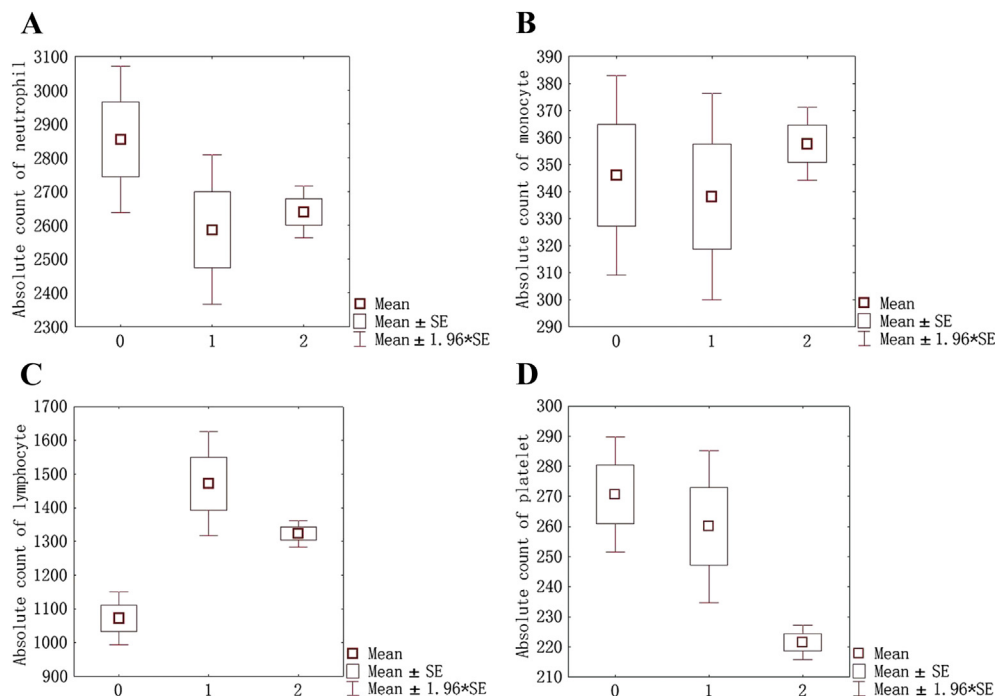 A
Absolute count of neutrophil
3100
3000
2900
2800
2700
2600
2500
2400
2300
0 1 2
Mean
Mean ± SE
Mean ± 1.96*SE
B
Absolute count of monocyte
390
380
370
360
350
340
330
320
310
300
290
0 1 2
Mean
Mean ± SE
Mean ± 1.96*SE
C
Absolute count of lymphocyte
1700
1600
1500
1400
1300
1200
1100
1000
900
0 1 2
Mean
Mean ± SE
Mean ± 1.96*SE
D
Absolute count of platelet
300
290
280
270
260
250
240
230
220
210
0 1 2
Mean
Mean ± SE
Mean ± 1.96*SE